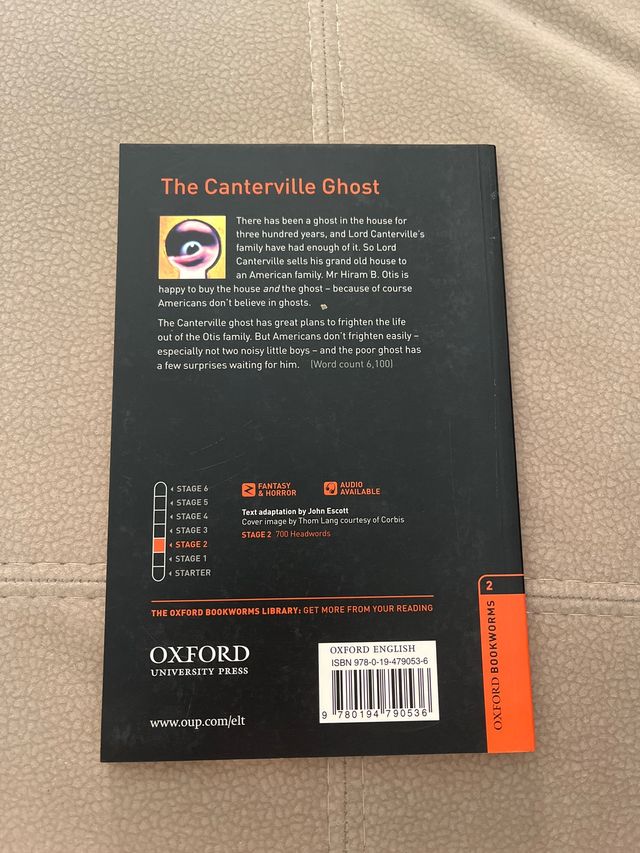 The Canterville Ghost
There has been a ghost in the house for
three hundred years, and Lord Canterville's
family have had enough of it. So Lord
Canterville sells his grand old house to
an American family. Mr Hiram B. Otis is
happy to buy the house and the ghost – because of course
Americans don't believe in ghosts.
The Canterville ghost has great plans to frighten the life
out of the Otis family. But Americans don't frighten easily –
especially not two noisy little boys – and the poor ghost has
a few surprises waiting for him. (Word count 6,100)
STAGE 6
STAGE 5
STAGE 4
STAGE 3
STAGE 2
STAGE 1
STARTER
FANTASY
& HORROR
AUDIO
AVAILABLE
Text adaptation by John Escott
Cover image by Thom Lang courtesy of Corbis
STAGE 2 700 Headwords
THE OXFORD BOOKWORMS LIBRARY: GET MORE FROM YOUR READING
OXFORD
UNIVERSITY PRESS
www.oup.com/elt
OXFORD ENGLISH
ISBN 978-0-19-479053-6
9 780194 790536
2
OXFORD BOOKWORMS